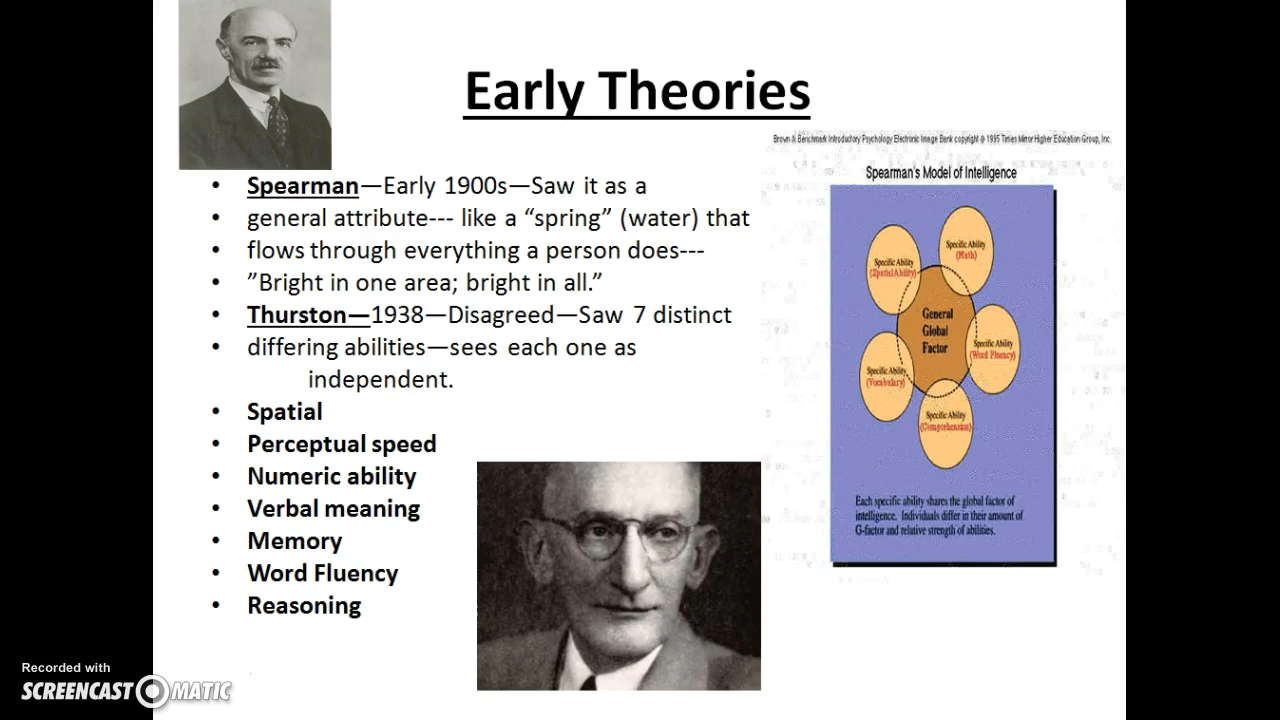 Early Theories
• Spearman—Early 1900s—Saw it as a
• general attribute--- like a “spring” (water) that
• flows through everything a person does---
• ”Bright in one area; bright in all.”
• Thurston—1938—Disagreed—Saw 7 distinct
• differing abilities—sees each one as
independent.
• Spatial
• Perceptual speed
• Numeric ability
• Verbal meaning
• Memory
• Word Fluency
• Reasoning
Brown & Benchmark Introductory Psychology Electronic Image Bank copyright © 1995 Times Mirror Higher Education Group, Inc.
Spearman's Model of Intelligence
Specific Ability
(Math)
Specific Ability
(Spatial Ability)
General
Global
Factor
Specific Ability
(Word Fluency)
Specific Ability
(Vocabulary)
Specific Ability
(Comprehension)
Each specific ability shares the global factor of
intelligence. Individuals differ in their amount of
G-factor and relative strength of abilities.
Recorded with
SCREENCAST MATIC